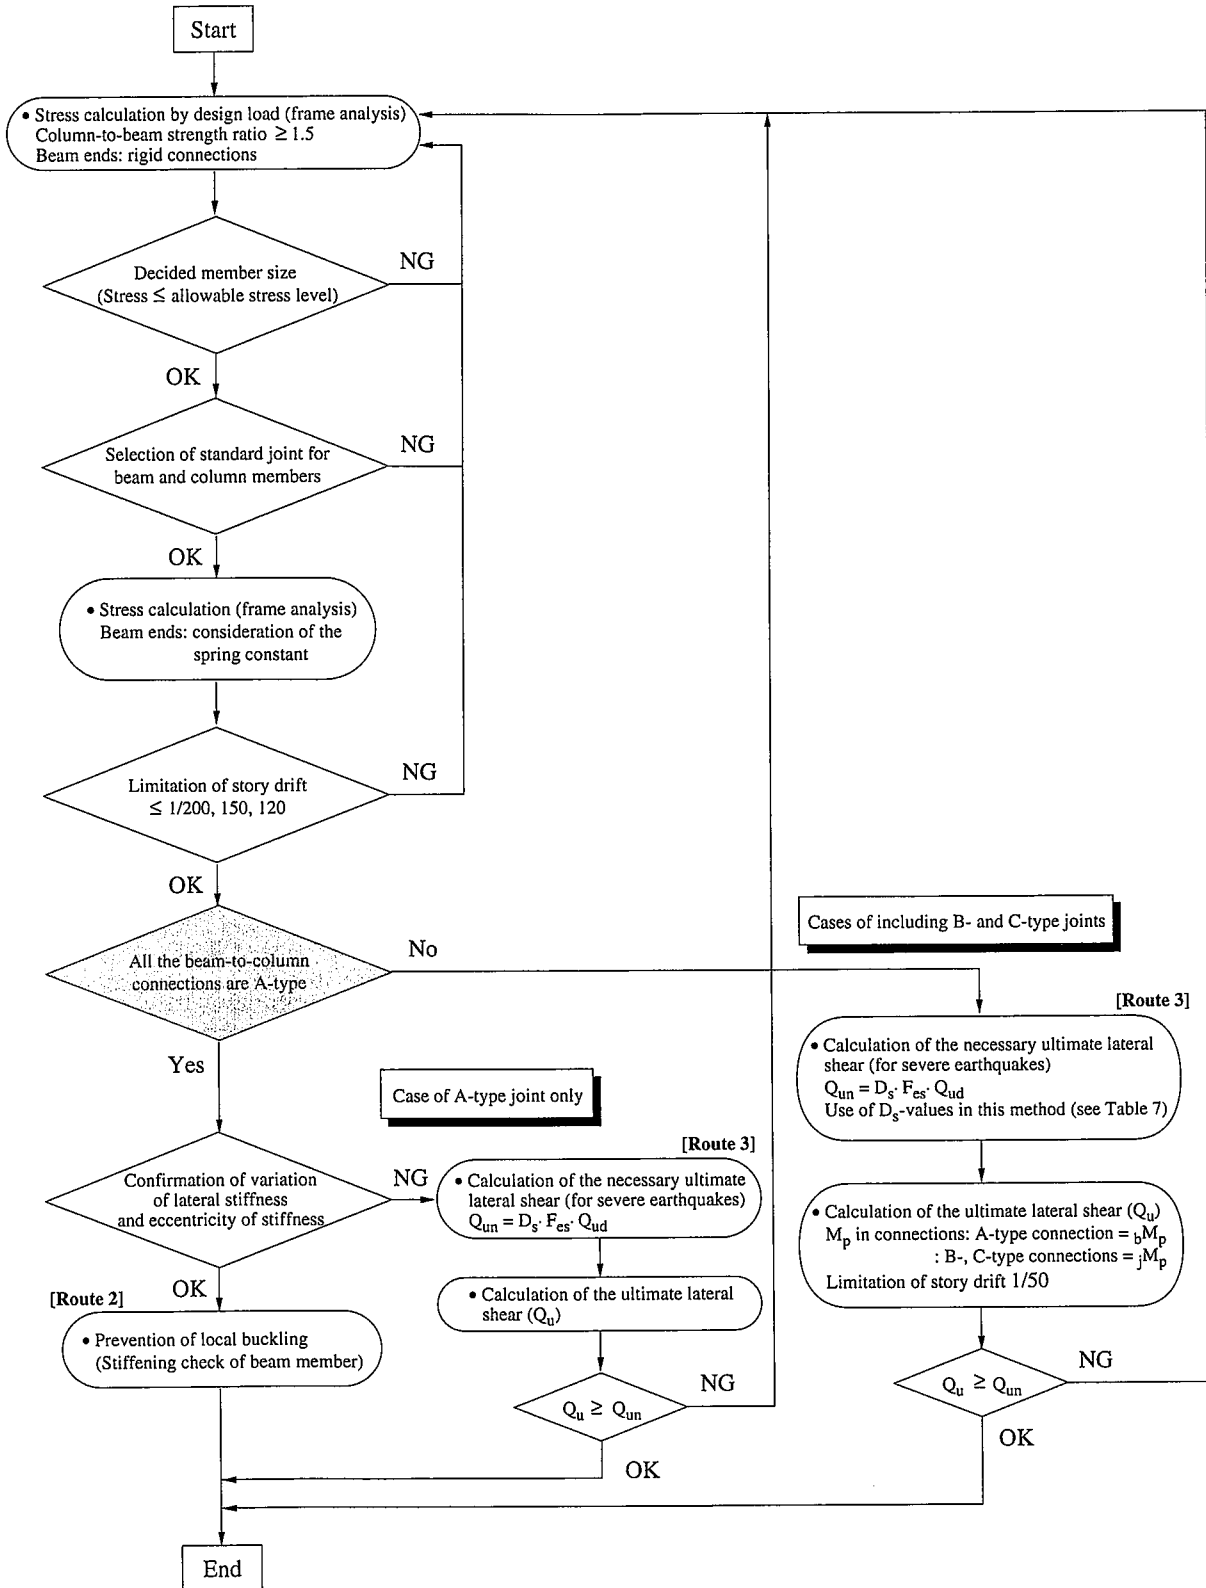 Start
• Stress calculation by design load (frame analysis)
Column-to-beam strength ratio ≥ 1.5
Beam ends: rigid connections
Decided member size
(Stress ≤ allowable stress level)
NG
OK
Selection of standard joint for
beam and column members
NG
OK
• Stress calculation (frame analysis)
Beam ends: consideration of the
spring constant
Limitation of story drift
≤ 1/200, 150, 120
NG
OK
All the beam-to-column
connections are A-type
No
Yes
Cases of including B- and C-type joints
[Route 3]
• Calculation of the necessary ultimate lateral
shear (for severe earthquakes)
Qun = Ds· Fes· Qud
Use of Ds-values in this method (see Table 7)
• Calculation of the ultimate lateral shear (Qu)
Mp in connections: A-type connection = bMp
: B-, C-type connections = jMp
Limitation of story drift 1/50
Qu ≥ Qun
NG
OK
Case of A-type joint only
Confirmation of variation
of lateral stiffness
and eccentricity of stiffness
NG
OK
[Route 3]
• Calculation of the necessary ultimate
lateral shear (for severe earthquakes)
Qun = Ds· Fes· Qud
• Calculation of the ultimate lateral
shear (Qu)
Qu ≥ Qun
NG
OK
[Route 2]
• Prevention of local buckling
(Stiffening check of beam member)
End